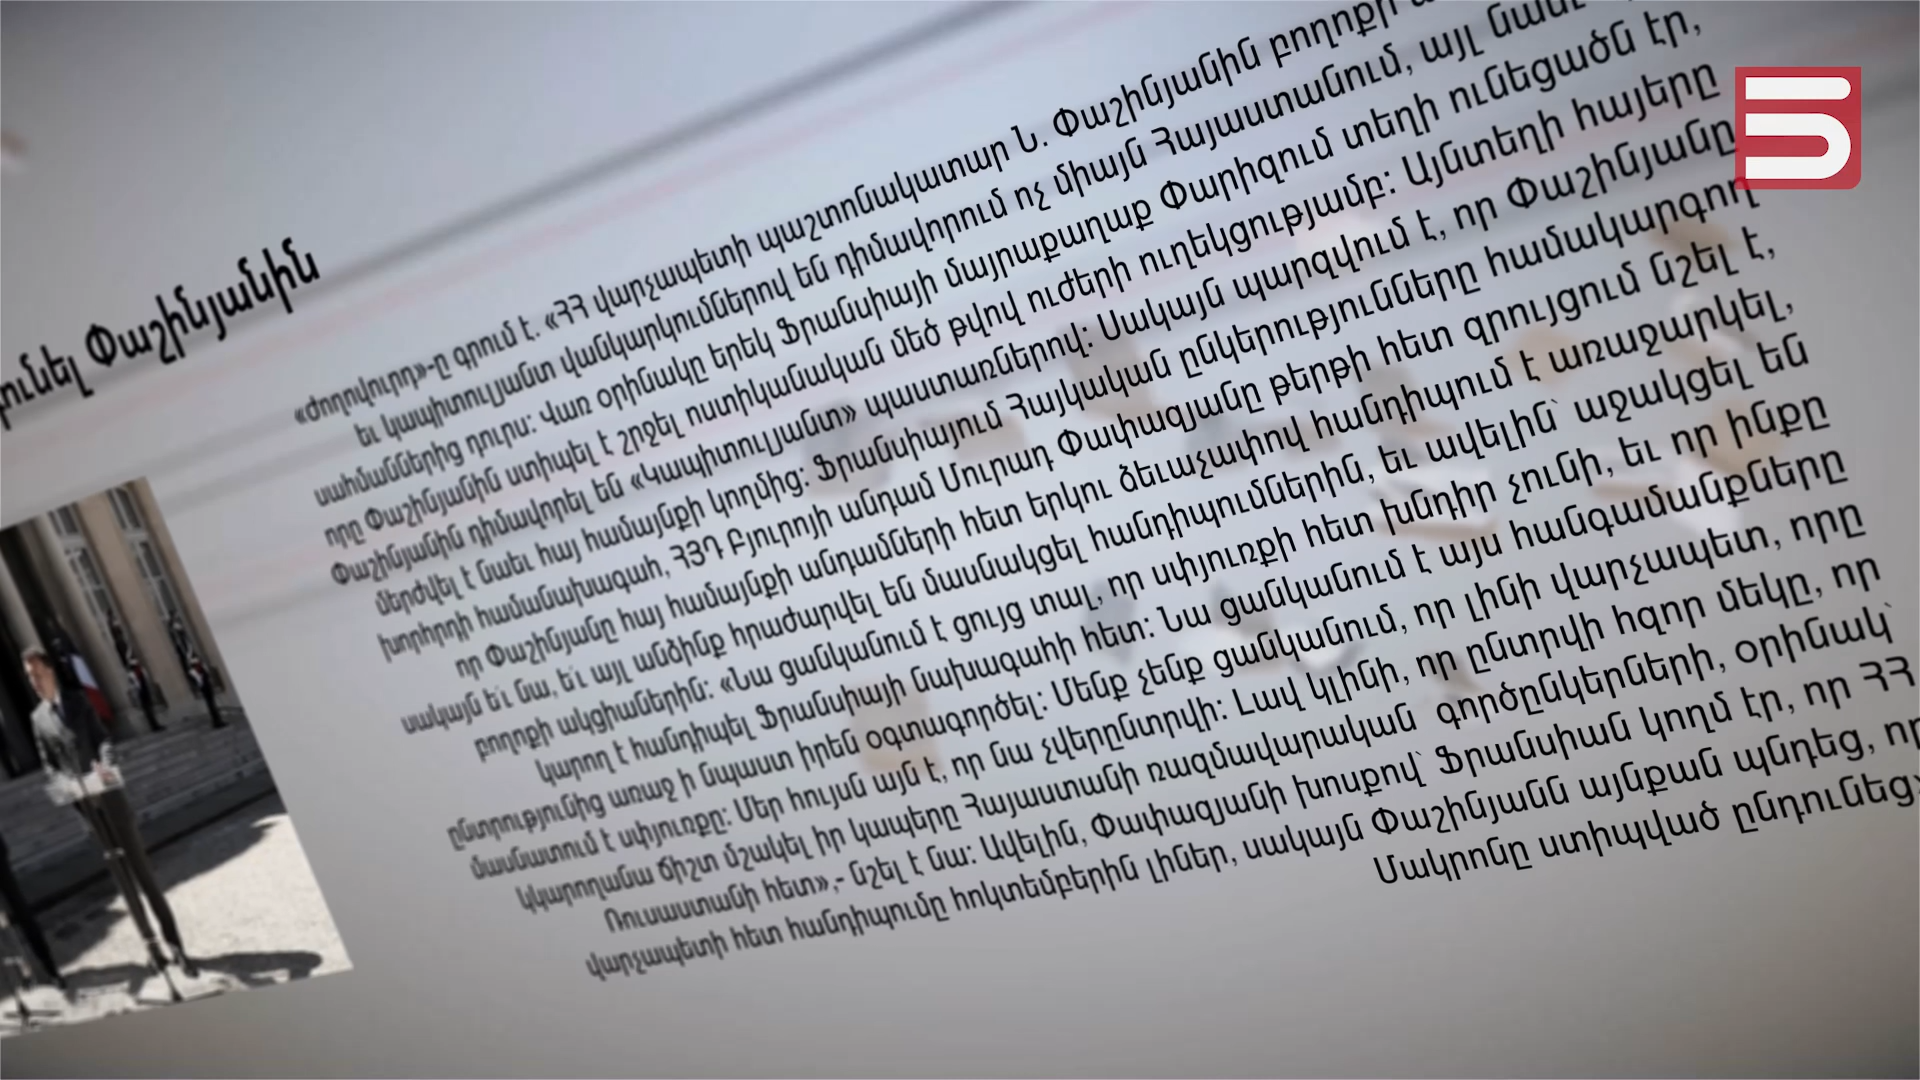 Փաշինյանին
«Ժողովուրդ»-ը գրում է. «ՀՀ վարչապետի պաշտոնակատար Ն. Փաշինյանին բողոքի
եւ կապիտուլյանտ վանկարկումներով են դիմավորում ոչ միայն Հայաստանում, այլ նաեւ
սահմաններից դուրս: Վառ օրինակը երեկ Ֆրանսիայի մայրաքաղաք Փարիզում տեղի ունեցածն էր,
որը Փաշինյանին ստիպել է շրջել ոստիկանական մեծ թվով ուժերի ուղեկցությամբ: Այնտեղի հայերը
Փաշինյանին դիմավորել են «Կապիտուլյանտ» պաստառներով: Սակայն պարզվում է, որ Փաշինյանը
մերժվել է նաեւ հայ համայնքի կողմից: Ֆրանսիայում Հայկական ընկերությունները համակարգող
խորհրդի համանախագահ, ՀՅԴ Բյուրոյի անդամ Մուրադ Փափազյանը թերթի հետ զրույցում նշել է,
որ Փաշինյանը հայ համայնքի անդամների հետ երկու ձեւաչափով հանդիպում է առաջարկել,
սակայն ե՛ւ նա, ե՛ւ այլ անձինք հրաժարվել են մասնակցել հանդիպումներին, եւ ավելին՝ աջակցել են
բողոքի ակցիաներին: «Նա ցանկանում է ցույց տալ, որ սփյուռքի հետ խնդիր չունի, եւ որ ինքը
կարող է հանդիպել Ֆրանսիայի նախագահի հետ: Նա ցանկանում է այս հանգամանքները
ընտրությունից առաջ ի նպաստ իրեն օգտագործել: Մենք չենք ցանկանում, որ լինի վարչապետ, որը
մասնատում է սփյուռքը: Մեր հույսն այն է, որ նա չվերընտրվի: Լավ կլինի, որ ընտրվի հզոր մեկը, որ
կկարողանա ճիշտ մշակել իր կապերը Հայաստանի ռազմավարական գործընկերների, օրինակ՝
Ռուսաստանի հետ»,- նշել է նա: Ավելին, Փափազյանի խոսքով՝ Ֆրանսիան կողմ էր, որ ՀՀ
վարչապետի հետ հանդիպումը հոկտեմբերին լիներ, սակայն Փաշինյանն այնքան պնդեց, որ
Մակրոնը ստիպված ընդունեց»
5